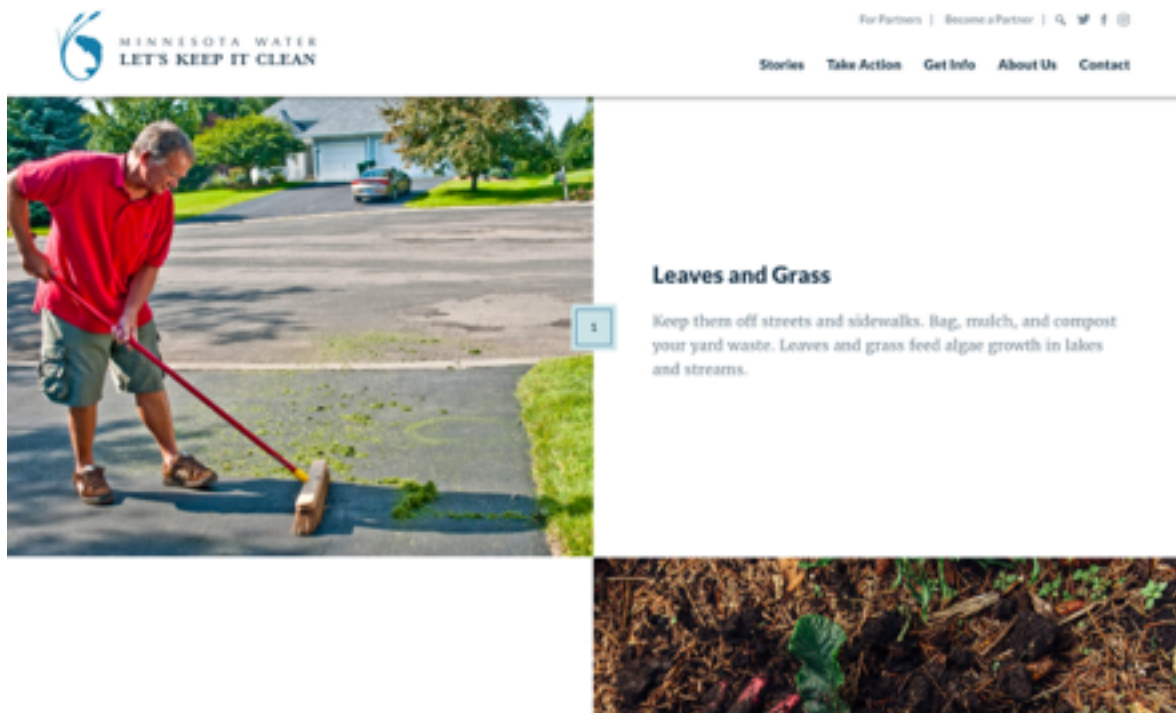 For Partners | Become a Partner |
MINNESOTA WATER
LET'S KEEP IT CLEAN
Stories Take Action Get Info About Us Contact
1
Leaves and Grass
Keep them off streets and sidewalks. Bag, mulch, and compost
your yard waste. Leaves and grass feed algae growth in lakes
and streams.